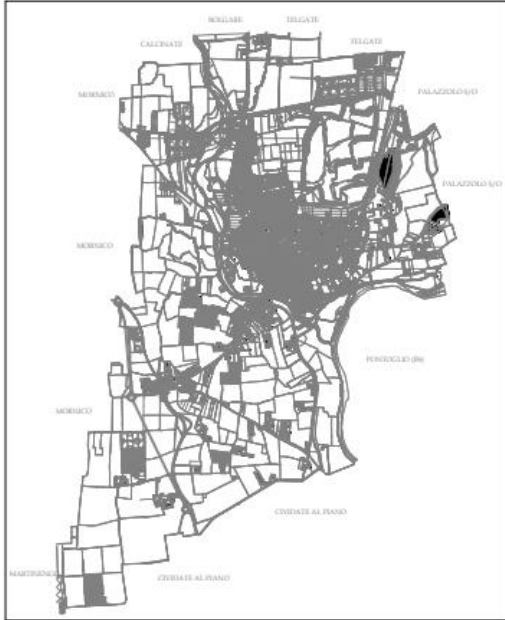 BOLGARE TELGATE
CALCINATE TELGATE
MORNICO PALAZZOLO S/O
PALAZZOLO S/O
MORNICO
PONTOGLIO (BS)
MORNICO
CIVIDATE AL PIANO
MARTINENGO CIVIDATE AL PIANO